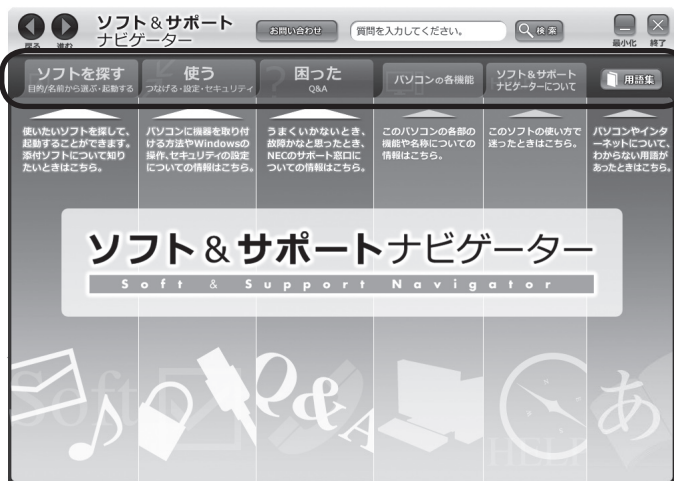 戻る 進む
ソフト&サポート
ナビゲーター
お問い合わせ
質問を入力してください。
検索
最小化 終了
ソフトを探す
目的/名前から選ぶ・起動する
使う
つなげる・設定・セキュリティ
困った
Q&A
パソコンの各機能
ソフト&サポート
ナビゲーターについて
用語集
使いたいソフトを探して、
起動することができます。
添付ソフトについて知り
たいときはこちら。
パソコンに機器を取り付
ける方法やWindowsの
操作、セキュリティの設定
についての情報はこちら。
うまくいかないとき、
故障かなと思ったとき、
NECのサポート窓口に
ついての情報はこちら。
このパソコンの各部の
機能や名称についての
情報はこちら。
このソフトの使い方で
迷ったときはこちら。
パソコンやインタ
ーネットについて、
わからない用語が
あったときはこちら。
ソフト&サポートナビゲーター
Soft & Support Navigator
Soft
Q&A
HELP
あ